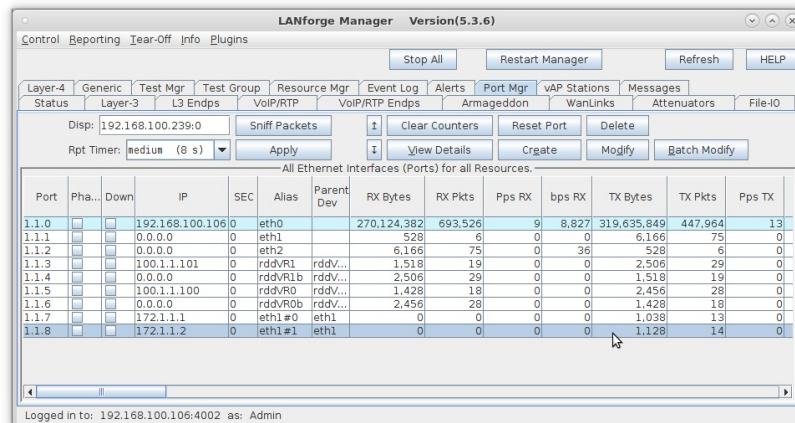 LANforge Manager Version(5.3.6)
Control Reporting Tear-Off Info Plugins
Stop All Restart Manager Refresh HELP
Layer-4 Generic Test Mgr Test Group Resource Mgr Event Log Alerts Port Mgr vAP Stations Messages
Status Layer-3 L3 Endps VoIP/RTP VoIP/RTP Endps Armageddon WanLinks Attenuators File-IO
Disp: 192.168.100.239:0 Sniff Packets ↑ Clear Counters Reset Port Delete
Rpt Timer: medium (8 s) Apply ↓ View Details Create Modify Batch Modify
All Ethernet Interfaces (Ports) for all Resources.
Port Pha... Down IP SEC Alias Parent Dev RX Bytes RX Pkts Pps RX bps RX TX Bytes TX Pkts Pps TX
1.1.0 192.168.100.106 0 eth0 270,124,382 693,526 9 8,827 319,635,849 447,964 13
1.1.1 0.0.0.0 0 eth1 528 6 0 0 6,166 75 0
1.1.2 0.0.0.0 0 eth2 6,166 75 0 36 528 6 0
1.1.3 100.1.1.101 0 rddVR1 rddV... 1,518 19 0 0 2,506 29 0
1.1.4 0.0.0.0 0 rddVR1b rddV... 2,506 29 0 0 1,518 19 0
1.1.5 100.1.1.100 0 rddVR0 rddV... 1,428 18 0 0 2,456 28 0
1.1.6 0.0.0.0 0 rddVR0b rddV... 2,456 28 0 0 1,428 18 0
1.1.7 172.1.1.1 0 eth1#0 eth1 0 0 0 0 1,038 13 0
1.1.8 172.1.1.2 0 eth1#1 eth1 0 0 0 0 1,128 14 0
Logged in to: 192.168.100.106:4002 as: Admin